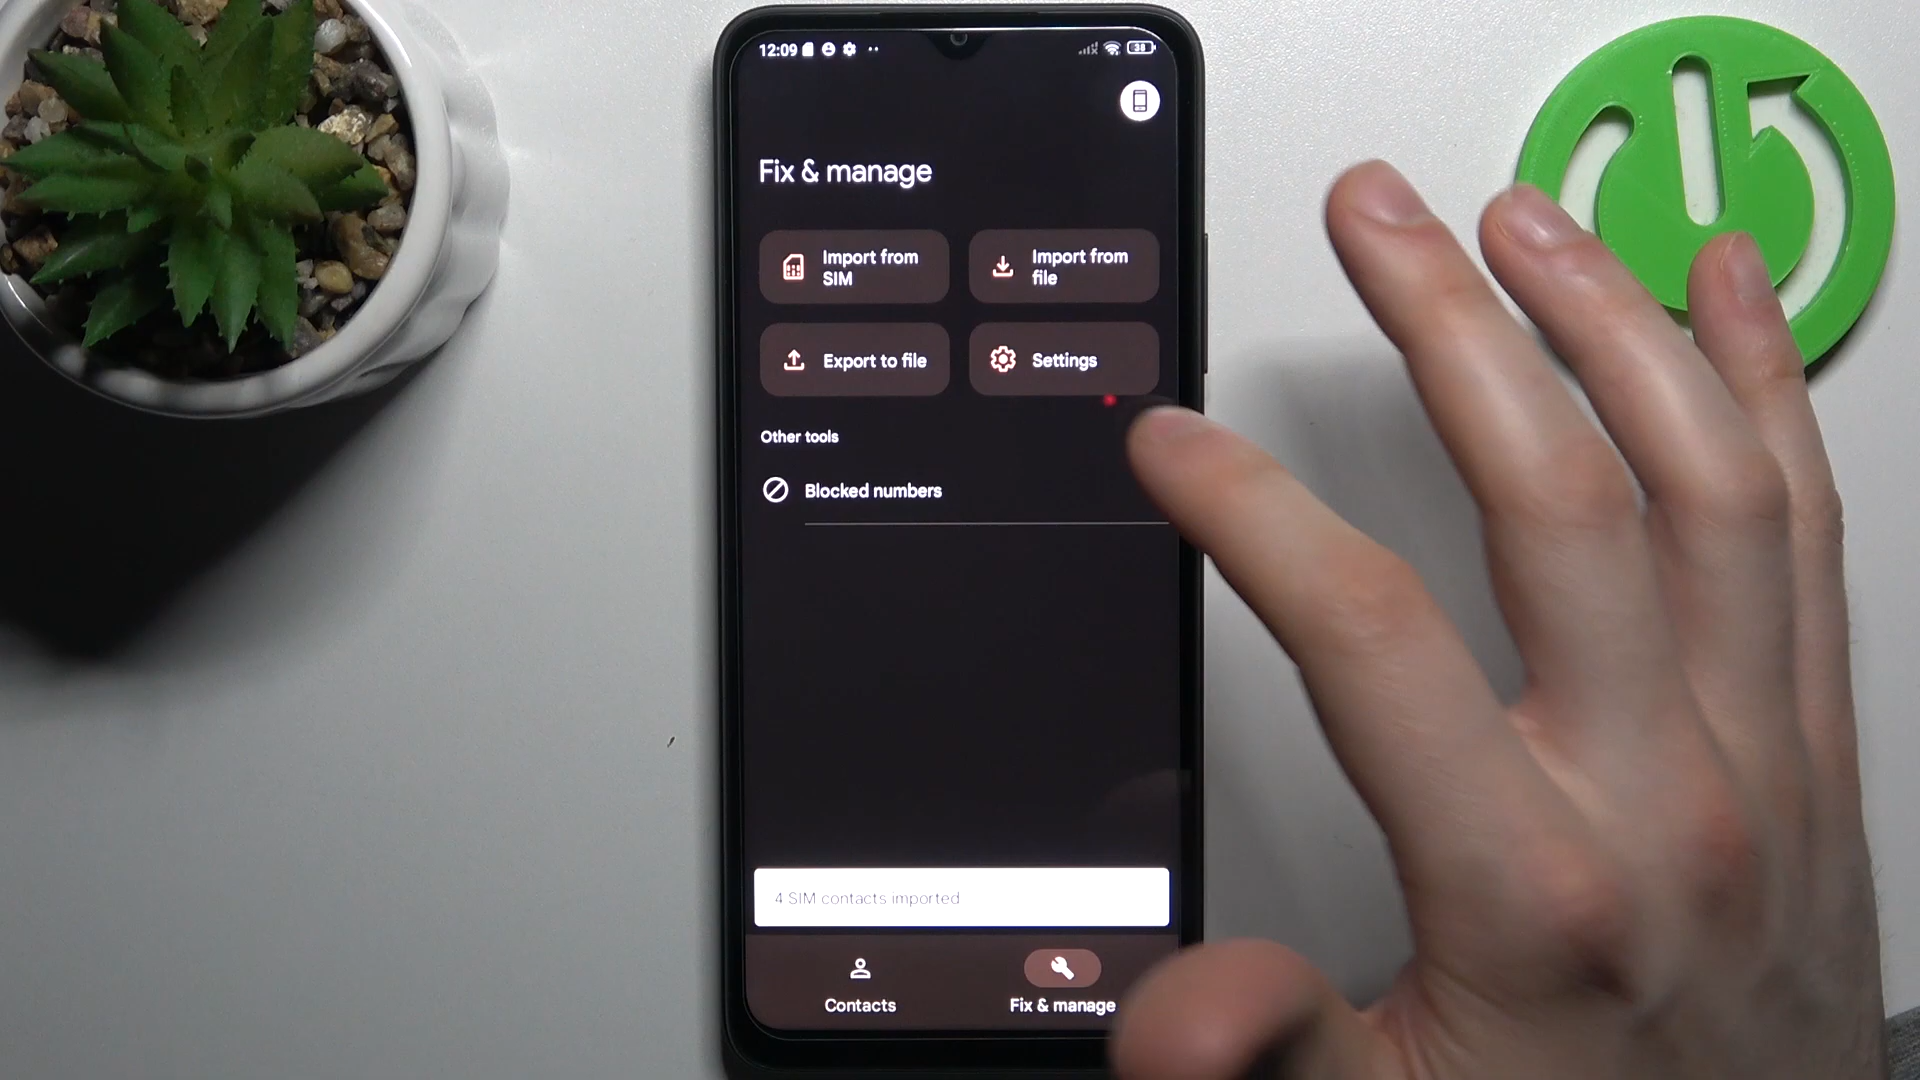 12:09
38
Fix & manage
Import from
SIM
Import from
file
Export to file
Settings
Other tools
Blocked numbers
4 SIM contacts imported
Contacts
Fix & manage